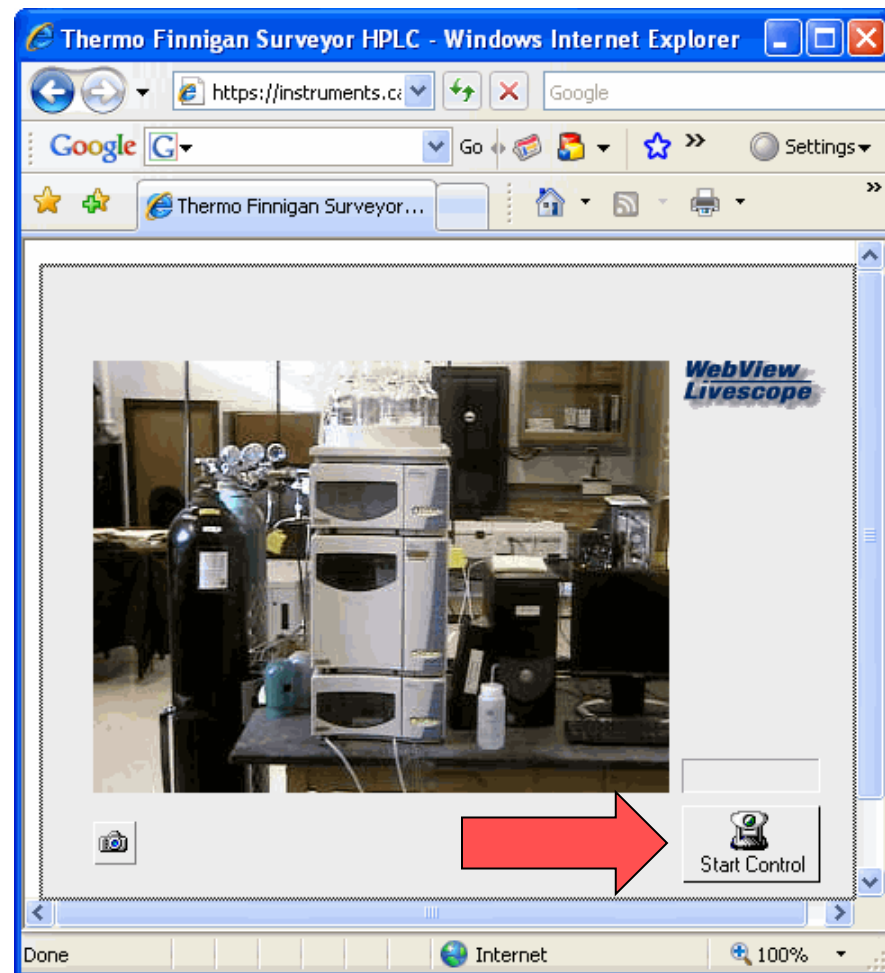 Thermo Finnigan Surveyor HPLC - Windows Internet Explorer
https://instruments.ca
Google
Google
G
Go
»
Settings
Thermo Finnigan Surveyor...
»
WebView
Livescope
Start Control
Done
Internet
100%